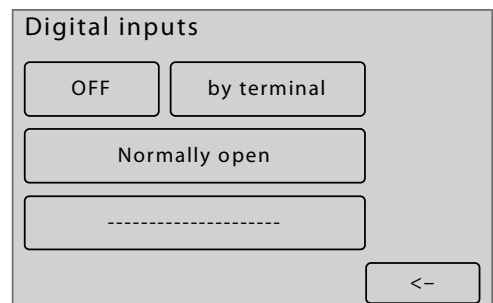 Digital inputs
OFF by terminal
Normally open
---------------------
<–